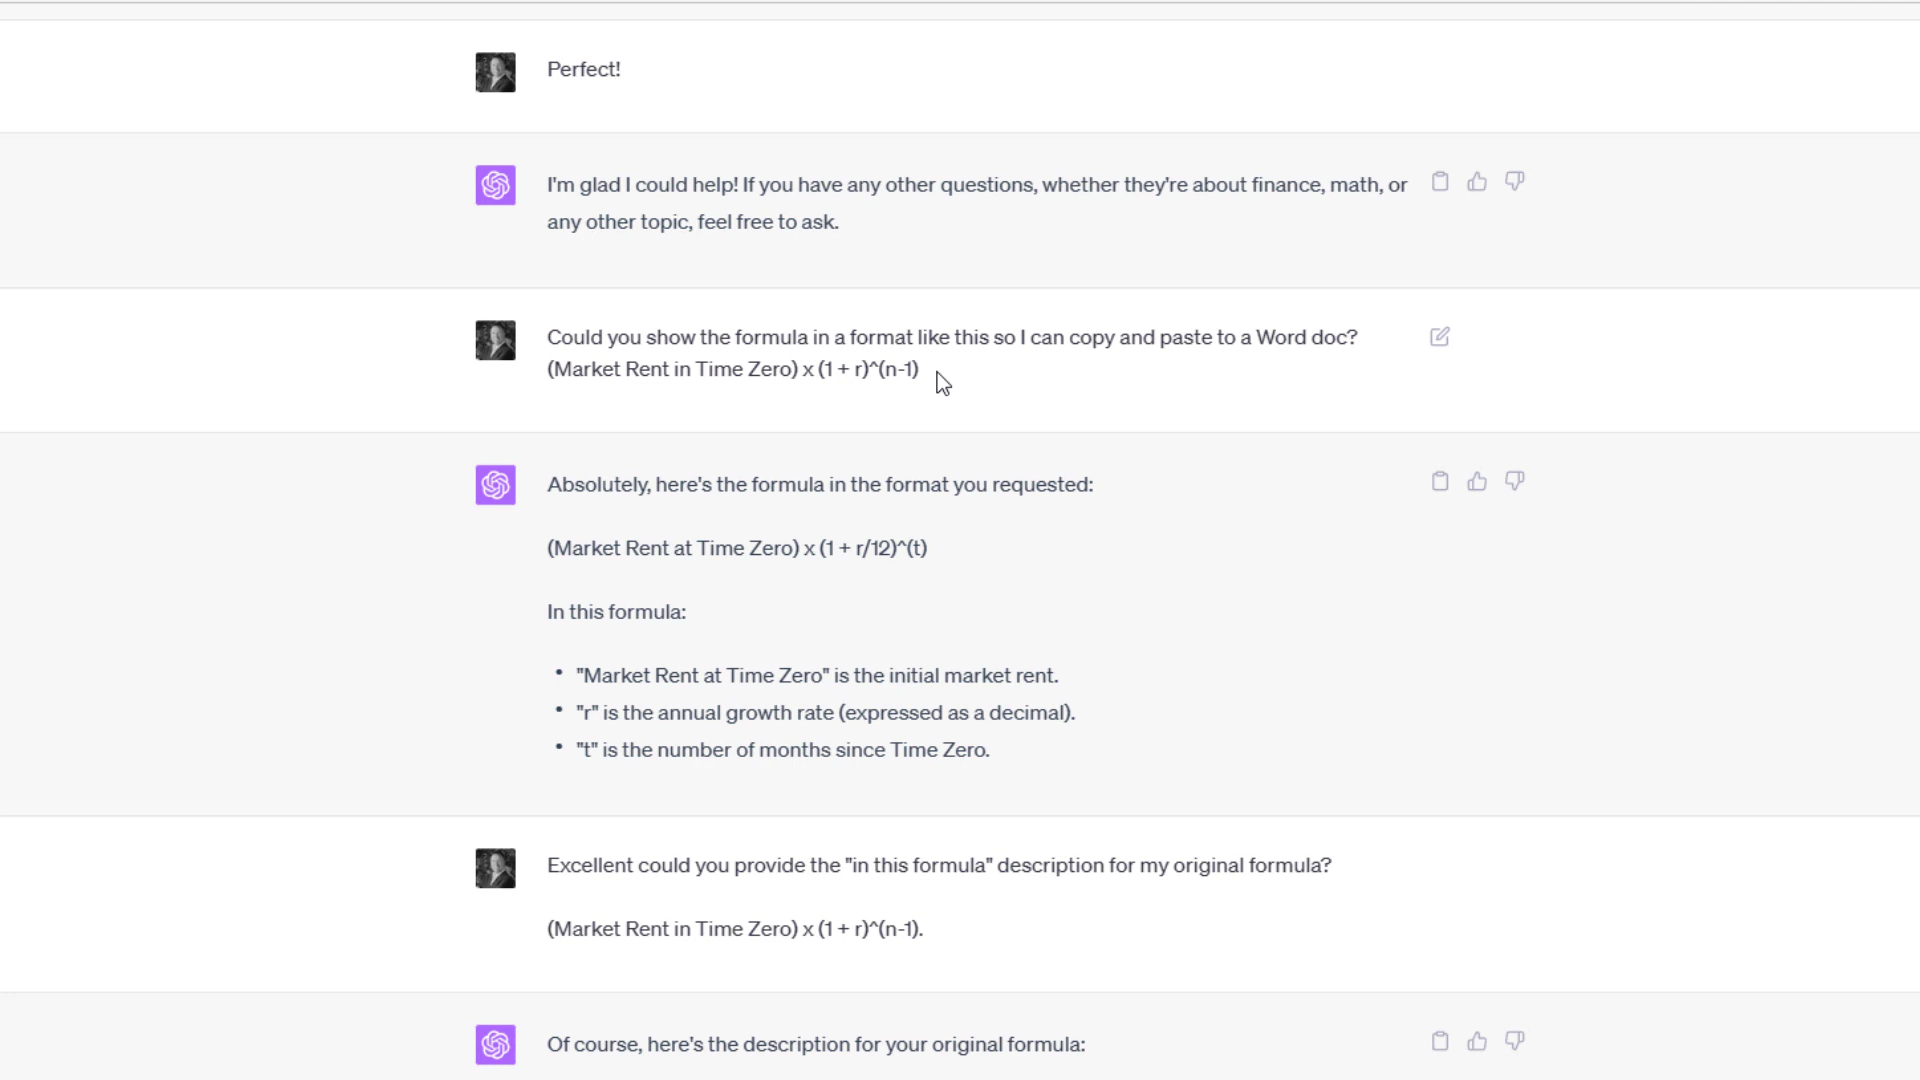 Perfect!
I'm glad I could help! If you have any other questions, whether they're about finance, math, or
any other topic, feel free to ask.
Could you show the formula in a format like this so I can copy and paste to a Word doc?
(Market Rent in Time Zero) x (1 + r)^(n-1)
Absolutely, here's the formula in the format you requested:
(Market Rent at Time Zero) x (1 + r/12)^(t)
In this formula:
• "Market Rent at Time Zero" is the initial market rent.
• "r" is the annual growth rate (expressed as a decimal).
• "t" is the number of months since Time Zero.
Excellent could you provide the "in this formula" description for my original formula?
(Market Rent in Time Zero) x (1 + r)^(n-1).
Of course, here's the description for your original formula: